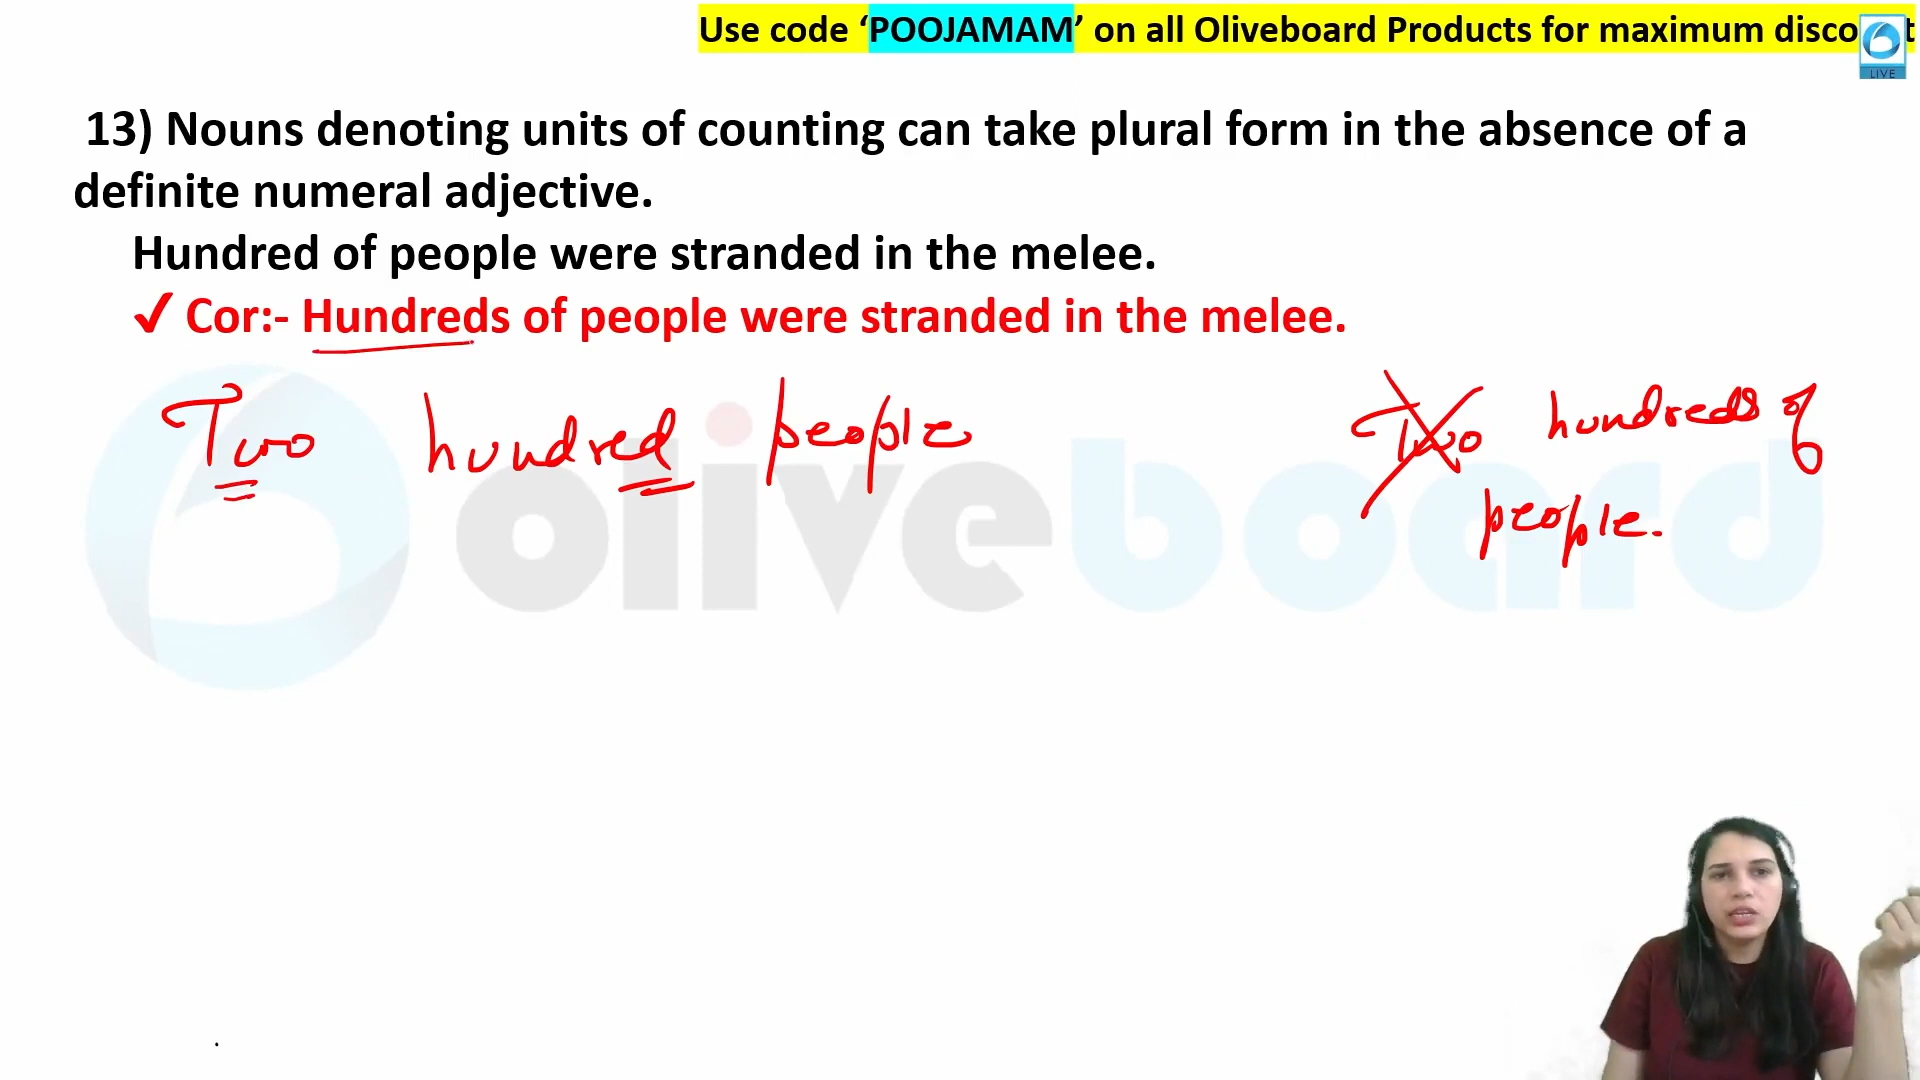 Use code ‘POOJAMAM’ on all Oliveboard Products for maximum disco t
LIVE
13) Nouns denoting units of counting can take plural form in the absence of a
definite numeral adjective.
Hundred of people were stranded in the melee.
✔ Cor:- Hundreds of people were stranded in the melee.
Two hundred people
Two hundreds of
people.
oliveboard